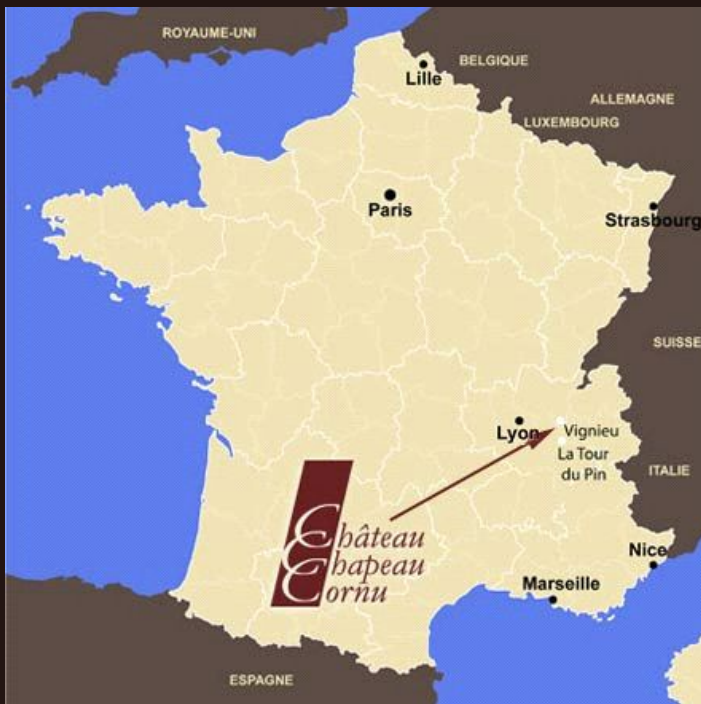 ROYAUME-UNI
BELGIQUE
Lille
ALLEMAGNE
LUXEMBOURG
Paris
Strasbourg
SUISSE
Lyon
Vignieu
La Tour
du Pin
ITALIE
Château
Chapeau
Cornu
Nice
Marseille
ESPAGNE